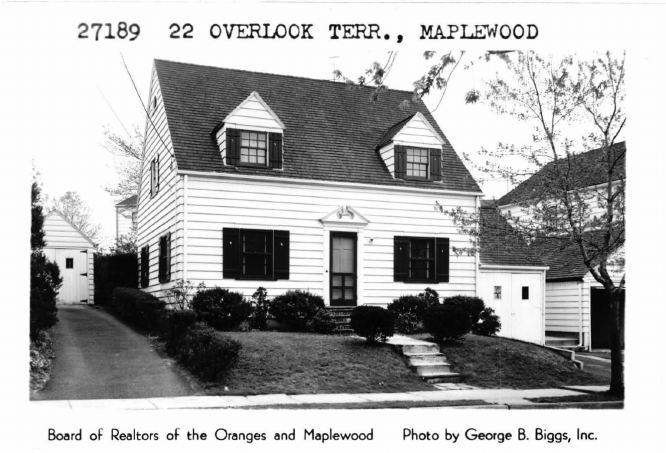 27189 22 OVERLOOK TERR., MAPLEWOOD
Board of Realtors of the Oranges and Maplewood Photo by George B. Biggs, Inc.